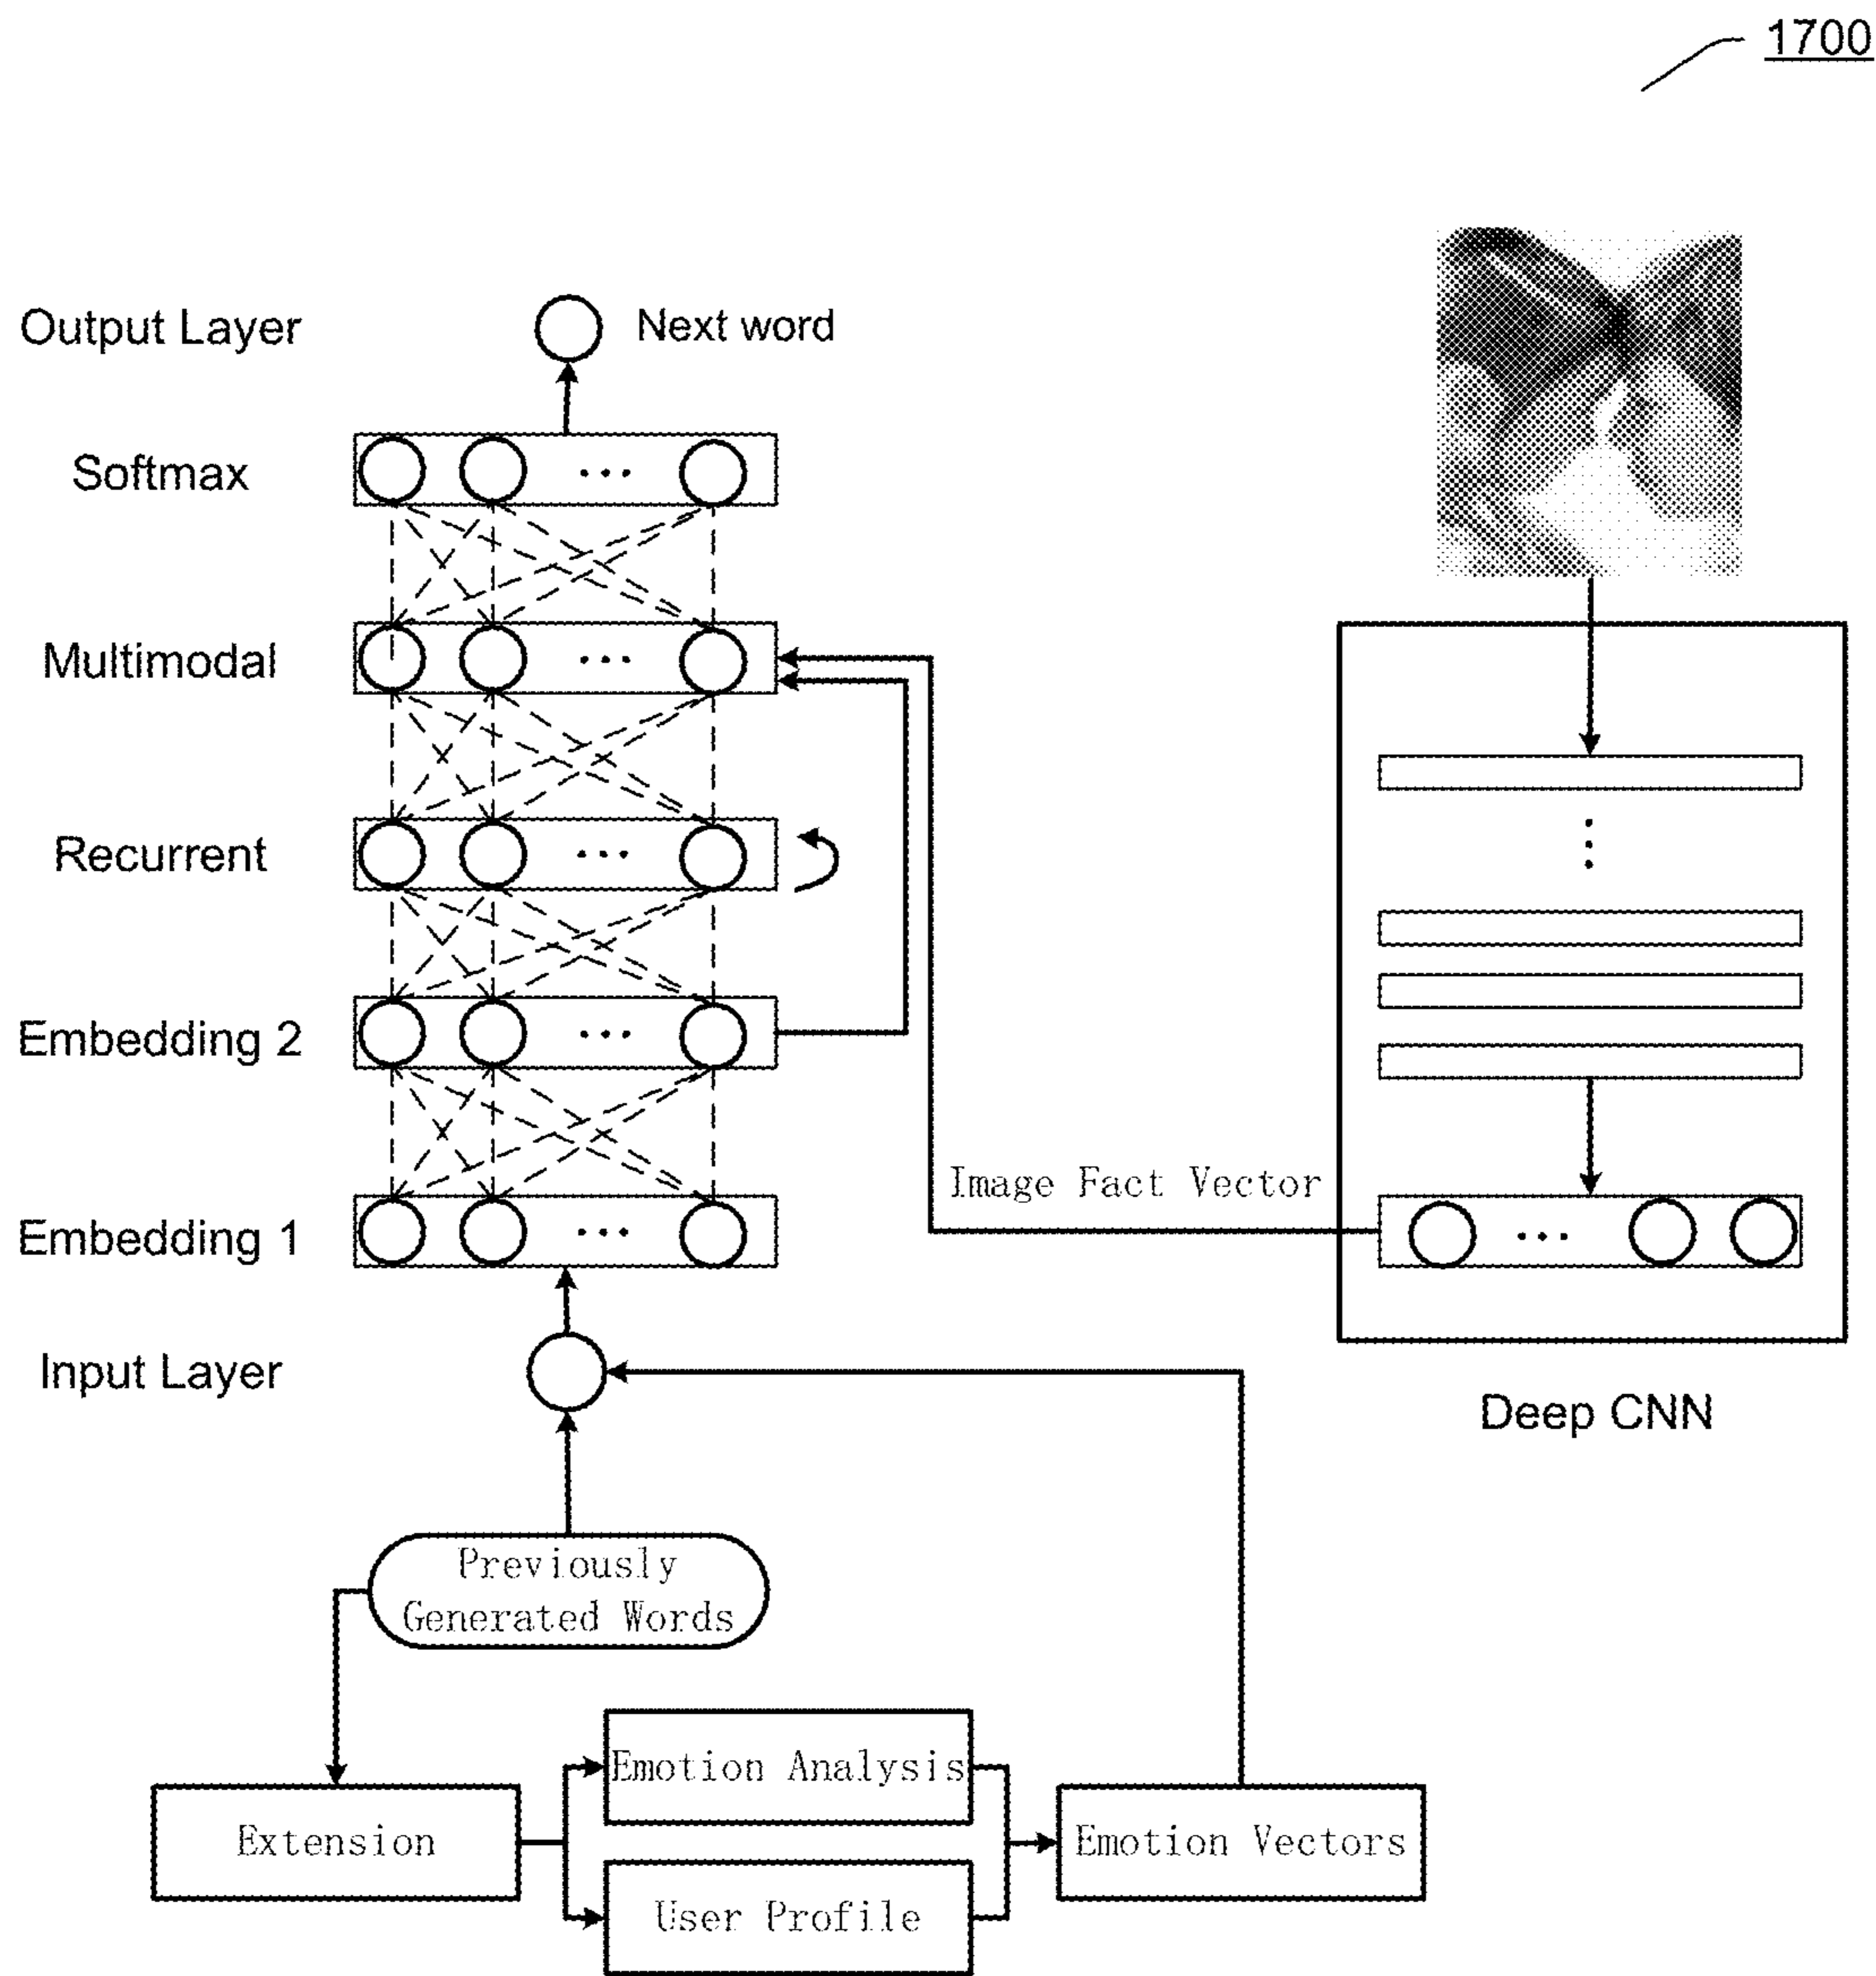 1700
Output Layer
Next word
Softmax
Multimodal
Recurrent
Embedding 2
Image Fact Vector
Embedding 1
Input Layer
Deep CNN
Previously
Generated Words
Emotion Analysis
Extension
Emotion Vectors
User Profile